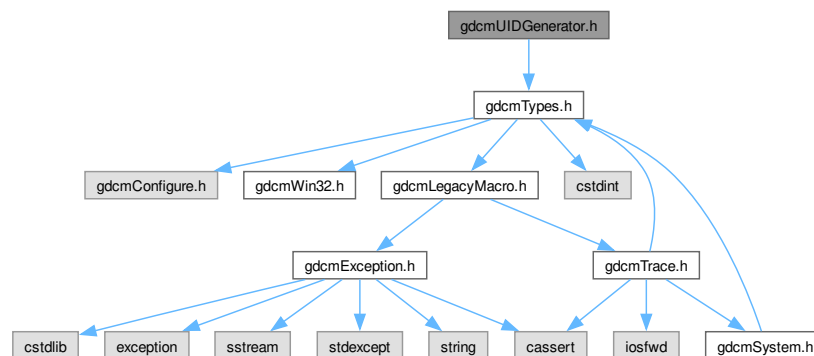 gdcmUIDGenerator.h
gdcmTypes.h
gdcmConfigure.h
gdcmWin32.h
gdcmLegacyMacro.h
cstdint
gdcmException.h
gdcmTrace.h
cstdlib
exception
sstream
stdexcept
string
cassert
iosfwd
gdcmSystem.h